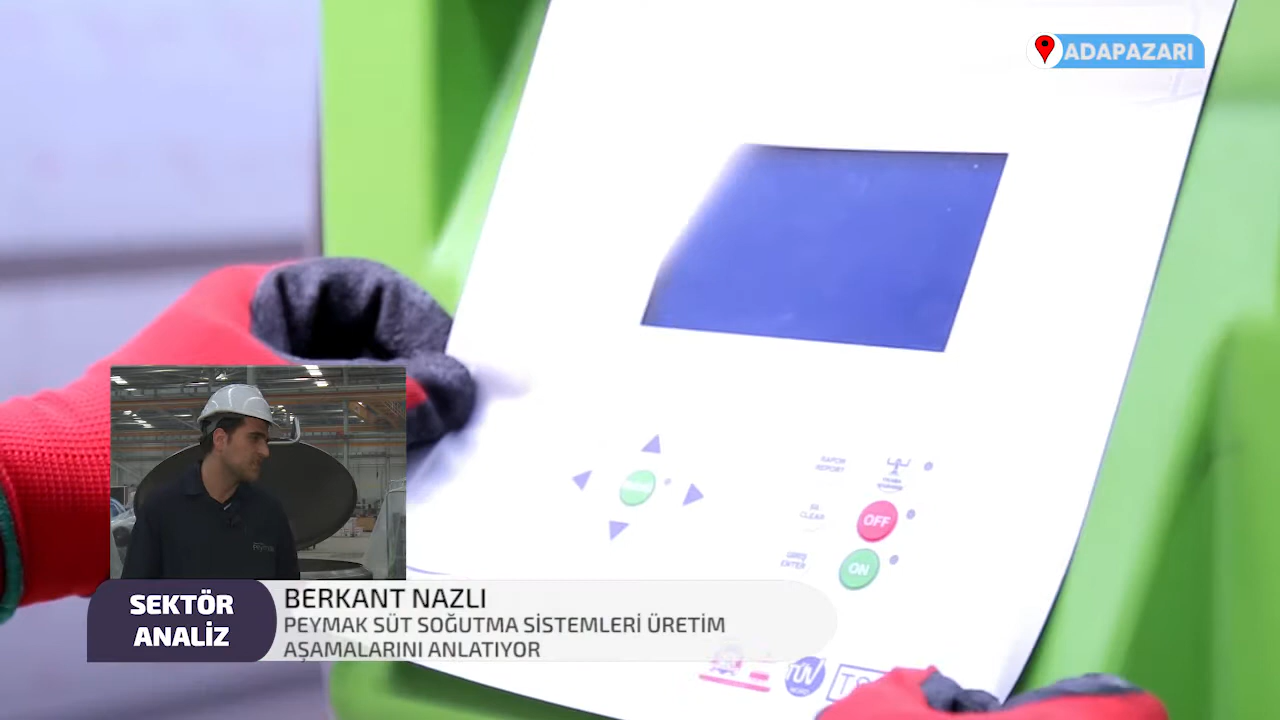 ADAPAZARI
RAPOR
REPORT
SİL
CLEAR
OFF
GİRİŞ
ENTER
ON
SEKTÖR
ANALİZ
BERKANT NAZLI
PEYMAK SÜT SOĞUTMA SİSTEMLERİ ÜRETİM
AŞAMALARINI ANLATIYOR
TÜV